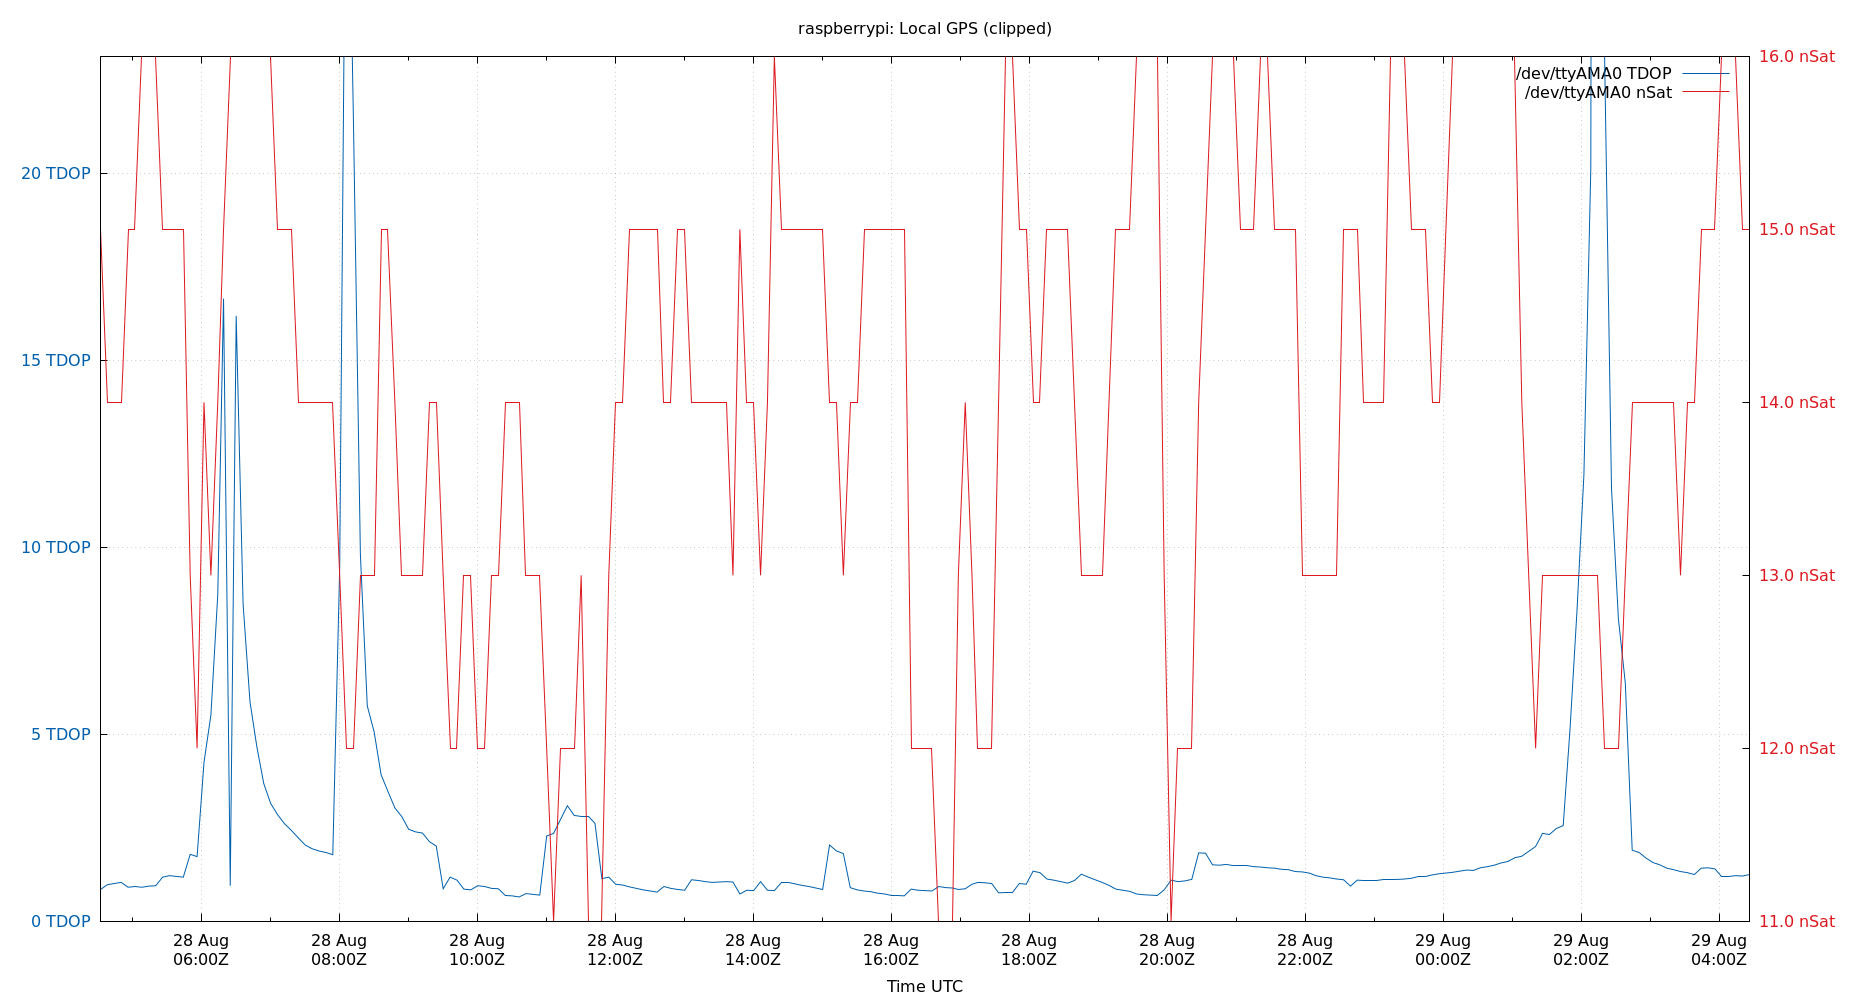 raspberrypi: Local GPS (clipped)
16.0 nSat
/dev/ttyAMA0 TDOP
/dev/ttyAMA0 nSat
20 TDOP
15.0 nSat
15 TDOP
14.0 nSat
10 TDOP
13.0 nSat
5 TDOP
12.0 nSat
0 TDOP
11.0 nSat
28 Aug 28 Aug 28 Aug 28 Aug 28 Aug 28 Aug 28 Aug 28 Aug 28 Aug 29 Aug 29 Aug 29 Aug
06:00Z 08:00Z 10:00Z 12:00Z 14:00Z 16:00Z 18:00Z 20:00Z 22:00Z 00:00Z 02:00Z 04:00Z
Time UTC